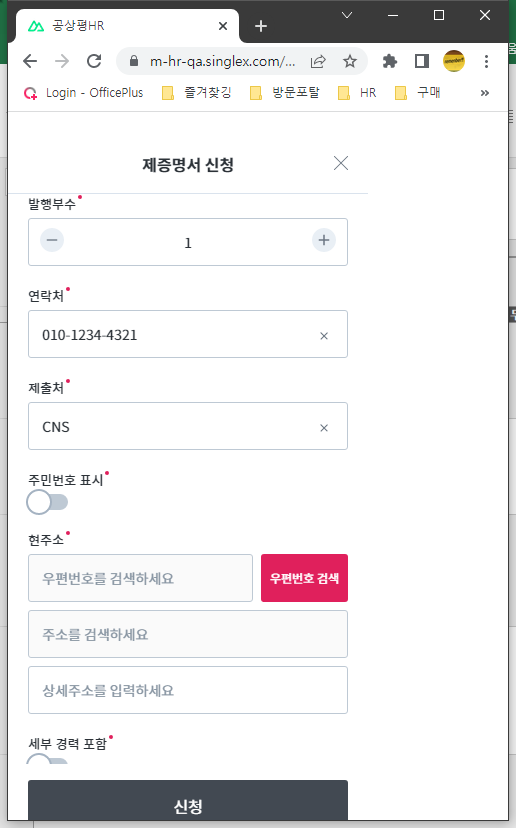 공상평HR
m-hr-qa.singlex.com/...
Login - OfficePlus
즐겨찾깅
방문포탈
HR
구매
»
제증명서 신청
발행부수
1
연락처
010-1234-4321
제출처
CNS
주민번호 표시
현주소
우편번호를 검색하세요
우편번호 검색
주소를 검색하세요
상세주소를 입력하세요
세부 경력 포함
신청